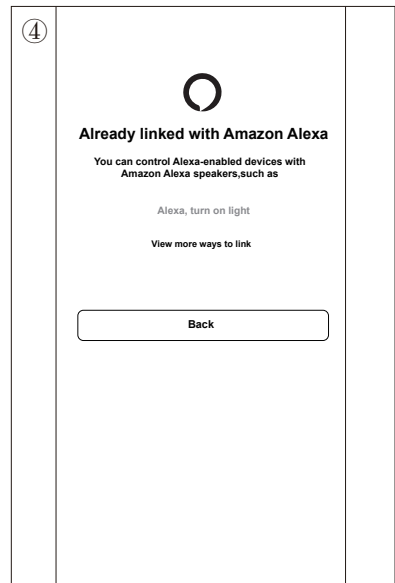 ④
Already linked with Amazon Alexa
You can control Alexa-enabled devices with
Amazon Alexa speakers,such as
Alexa, turn on light
View more ways to link
Back